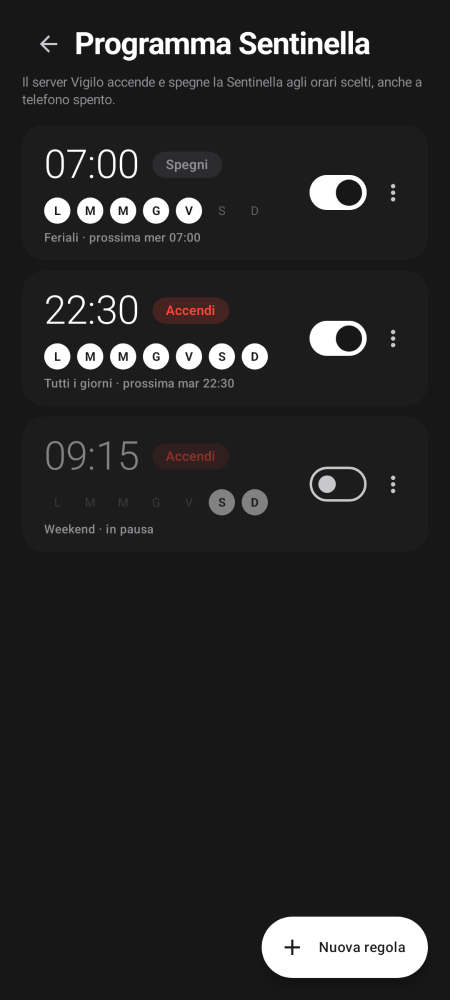 Programma Sentinella
Il server Vigilo accende e spegne la Sentinella agli orari scelti, anche a
telefono spento.
07:00 Spegni
L M M G V S D
Feriali · prossima mer 07:00
22:30 Accendi
L M M G V S D
Tutti i giorni · prossima mar 22:30
09:15 Accendi
L M M G V S D
Weekend · in pausa
Nuova regola